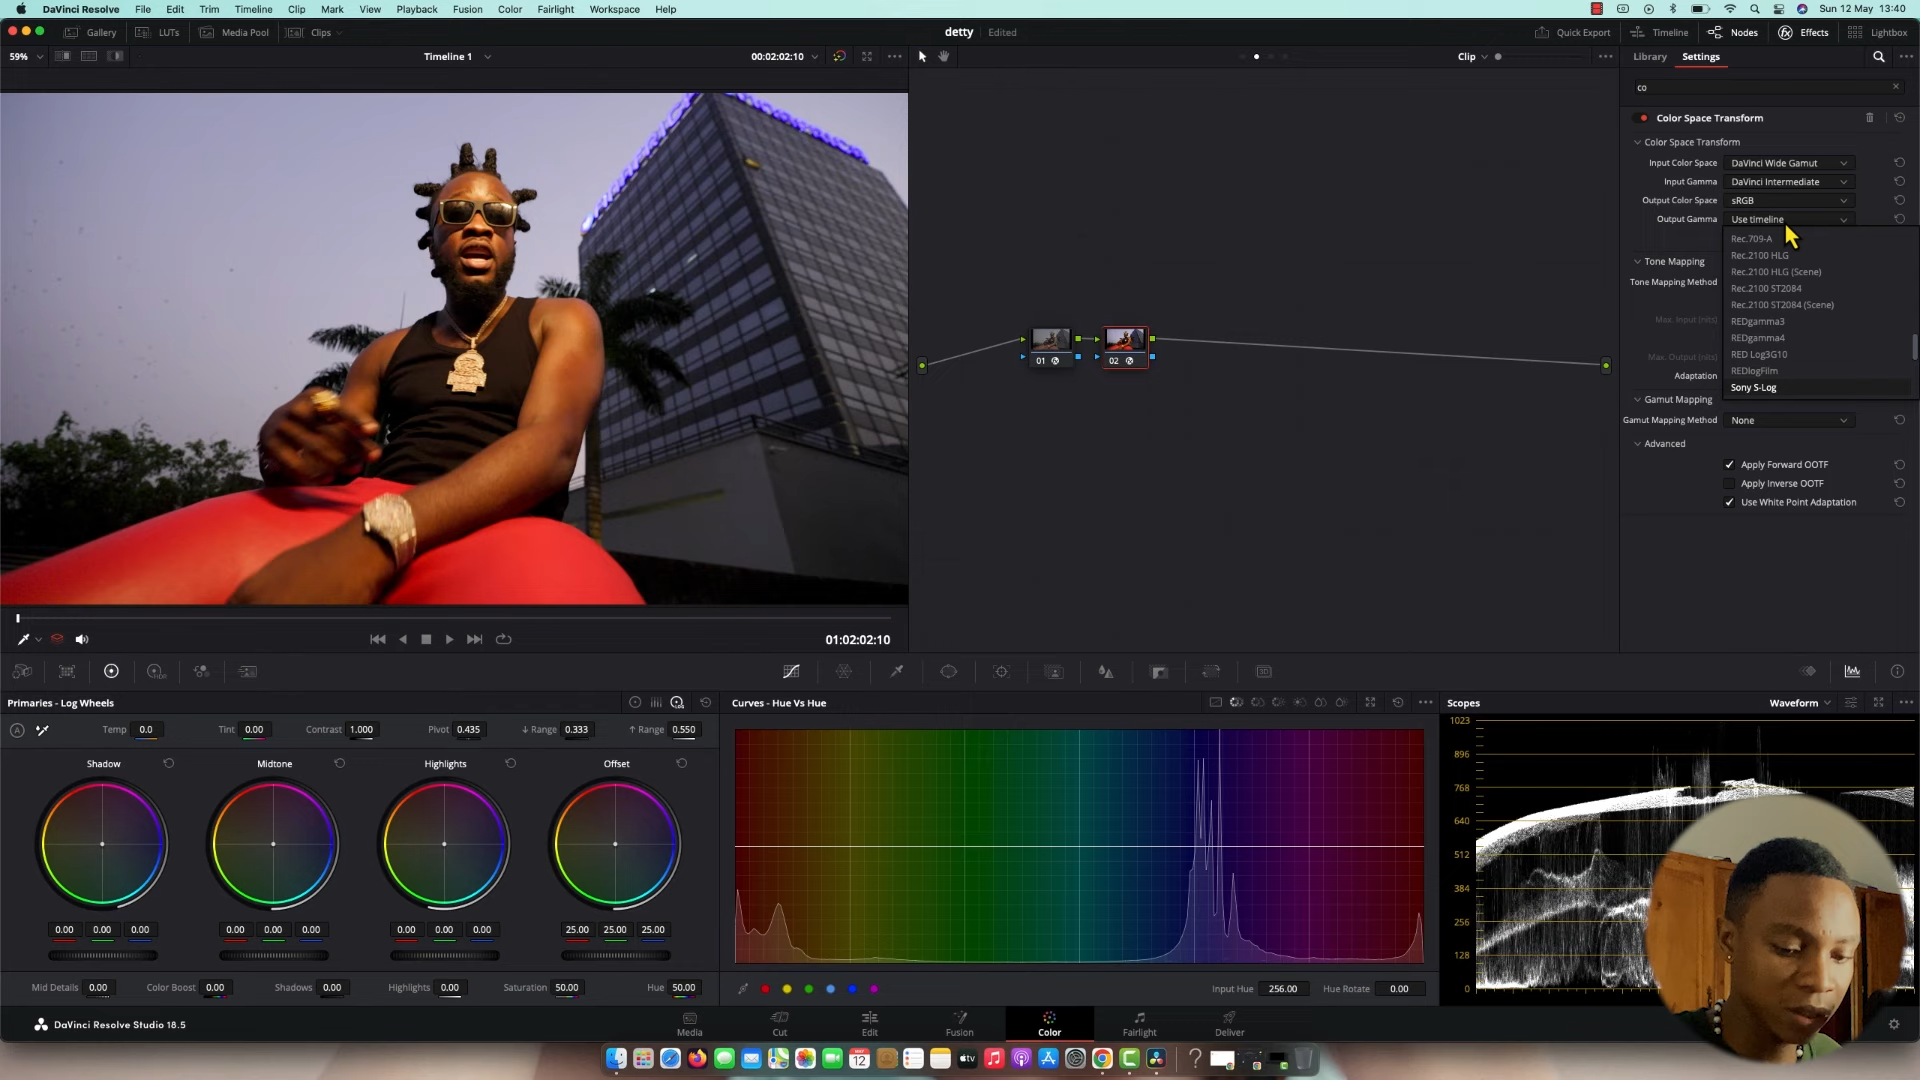 DaVinci Resolve File Edit Trim Timeline Clip Mark View Playback Fusion Color Fairlight Workspace Help Sun 12 May 13:40
Gallery LUTs Media Pool Clips detty Edited Quick Export Timeline Nodes Effects Lightbox
59% Timeline 1 00:02:02:10 Clip Library Settings
co
Color Space Transform
Color Space Transform
Input Color Space DaVinci Wide Gamut
Input Gamma DaVinci Intermediate
Output Color Space sRGB
Output Gamma Use timeline
Rec.709-A
Rec.2100 HLG
Tone Mapping
Rec.2100 HLG (Scene)
Tone Mapping Method
Rec.2100 ST2084
Rec.2100 ST2084 (Scene)
Max. Input (nits)
REDgamma3
REDgamma4
Max. Output (nits)
RED Log3G10
REDlogFilm
Adaptation
Sony S-Log
Gamut Mapping
Gamut Mapping Method None
Advanced
Apply Forward OOTF
Apply Inverse OOTF
Use White Point Adaptation
01 02
01:02:02:10
Primaries - Log Wheels Curves - Hue Vs Hue Scopes Waveform
Temp 0.0 Tint 0.00 Contrast 1.000 Pivot 0.435 ↓ Range 0.333 ↑ Range 0.550
Shadow Midtone Highlights Offset
0.00 0.00 0.00 0.00 0.00 0.00 0.00 0.00 0.00 25.00 25.00 25.00
Mid Details 0.00 Color Boost 0.00 Shadows 0.00 Highlights 0.00 Saturation 50.00 Hue 50.00
Input Hue 256.00 Hue Rotate 0.00
1023
896
768
640
512
384
256
128
0
DaVinci Resolve Studio 18.5
Media Cut Edit Fusion Color Fairlight Deliver
12
tv